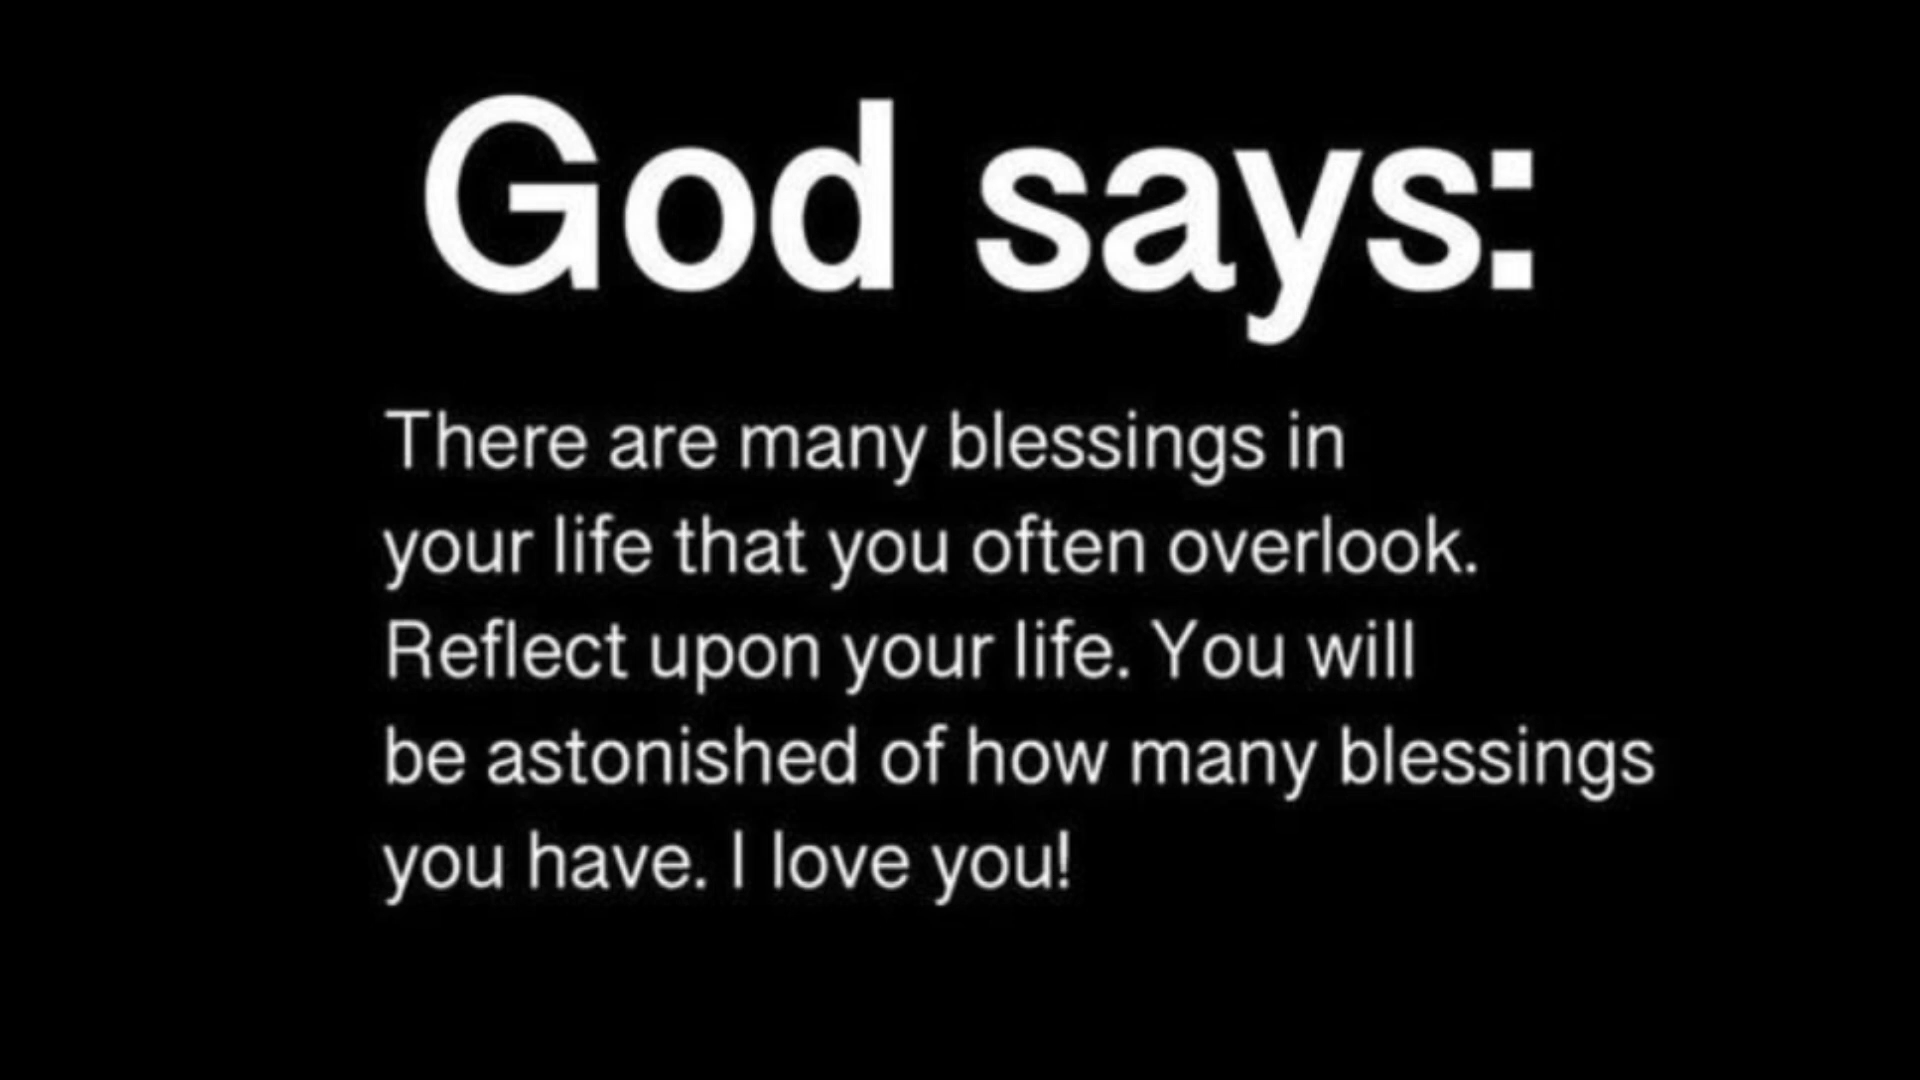 God says:
There are many blessings in
your life that you often overlook.
Reflect upon your life. You will
be astonished of how many blessings
you have. I love you!